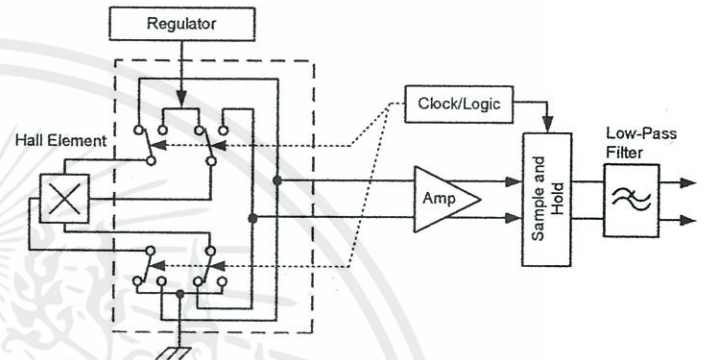 Regulator
Clock/Logic
Hall Element
Low-Pass
Filter
Amp
Sample and
Hold